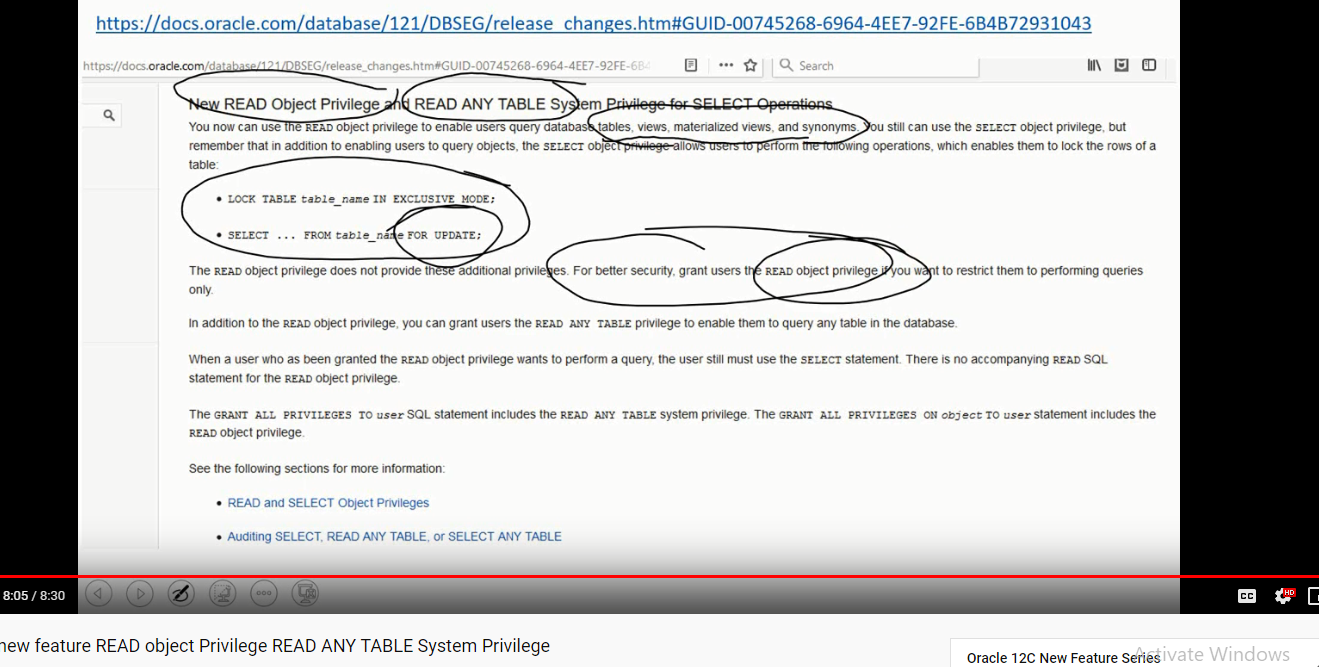 https://docs.oracle.com/database/121/DBSEG/release_changes.htm#GUID-00745268-6964-4EE7-92FE-6B4B72931043
https://docs.oracle.com/database/121/DBSEG/release_changes.htm#GUID-00745268-6964-4EE7-92FE-6B4
Search
New READ Object Privilege and READ ANY TABLE System Privilege for SELECT Operations
You now can use the READ object privilege to enable users query database tables, views, materialized views, and synonyms. You still can use the SELECT object privilege, but
remember that in addition to enabling users to query objects, the SELECT object privilege allows users to perform the following operations, which enables them to lock the rows of a
table:
• LOCK TABLE table_name IN EXCLUSIVE MODE;
• SELECT ... FROM table_name FOR UPDATE;
The READ object privilege does not provide these additional privileges. For better security, grant users the READ object privilege if you want to restrict them to performing queries
only.
In addition to the READ object privilege, you can grant users the READ ANY TABLE privilege to enable them to query any table in the database.
When a user who as been granted the READ object privilege wants to perform a query, the user still must use the SELECT statement. There is no accompanying READ SQL
statement for the READ object privilege.
The GRANT ALL PRIVILEGES TO user SQL statement includes the READ ANY TABLE system privilege. The GRANT ALL PRIVILEGES ON object TO user statement includes the
READ object privilege.
See the following sections for more information:
• READ and SELECT Object Privileges
• Auditing SELECT, READ ANY TABLE, or SELECT ANY TABLE
8:05 / 8:30
CC
HD
new feature READ object Privilege READ ANY TABLE System Privilege
Oracle 12C New Feature Series
Activate Windows